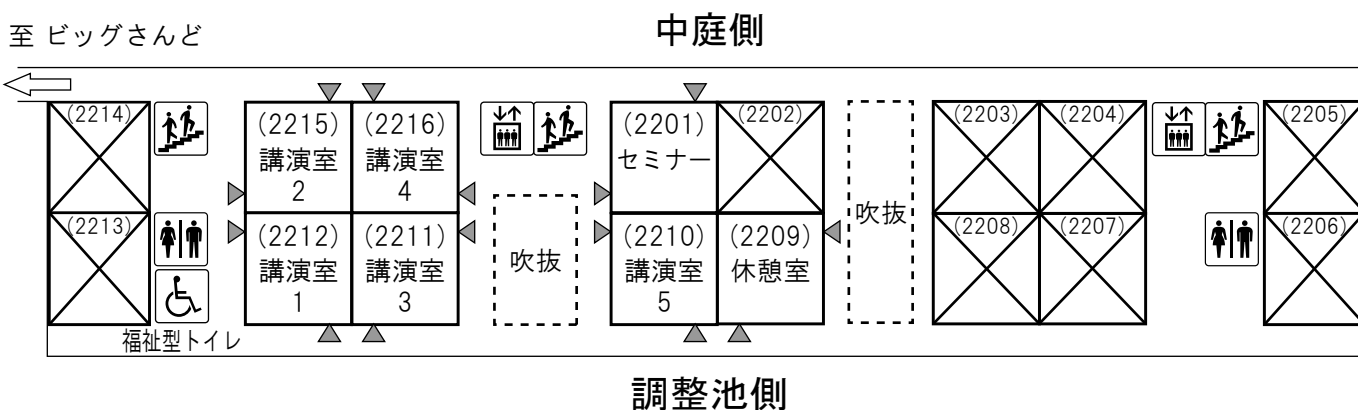 中庭側
至 ビッグさんど
(2214)
(2215)
講演室
2
(2216)
講演室
4
(2201)
セミナー
(2202)
(2203)
(2204)
(2205)
(2213)
(2212)
講演室
1
(2211)
講演室
3
吹抜
(2210)
講演室
5
(2209)
休憩室
吹抜
(2208)
(2207)
(2206)
福祉型トイレ
調整池側